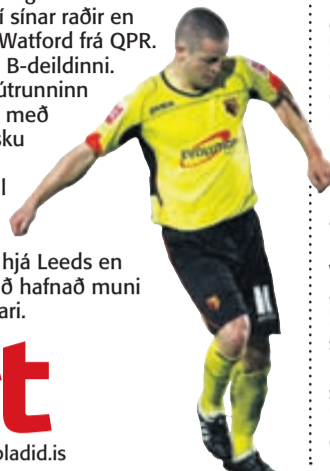 í sínar raðir en
Watford frá QPR.
B-deildinni.
útrunninn
með
sku
l
hjá Leeds en
ð hafnað muni
ari.
t
oladid.is